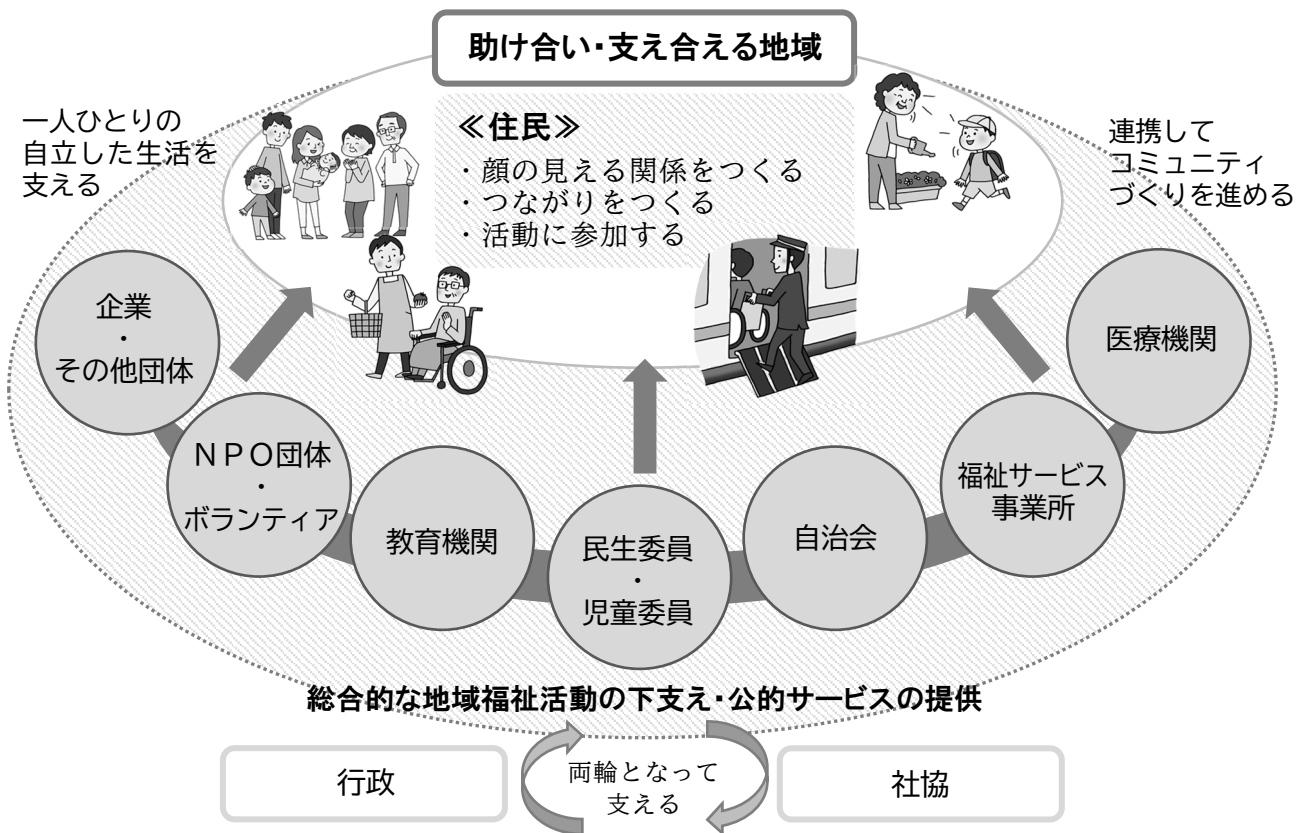 助け合い・支え合える地域
一人ひとりの
自立した生活を
支える
≪住民≫
・顔の見える関係をつくる
・つながりをつくる
・活動に参加する
連携して
コミュニティ
づくりを進める
企業
・
その他団体
ＮＰＯ団体
・
ボランティア
教育機関
民生委員
・
児童委員
自治会
福祉サービス
事業所
医療機関
総合的な地域福祉活動の下支え・公的サービスの提供
行政
両輪となって
支える
社協